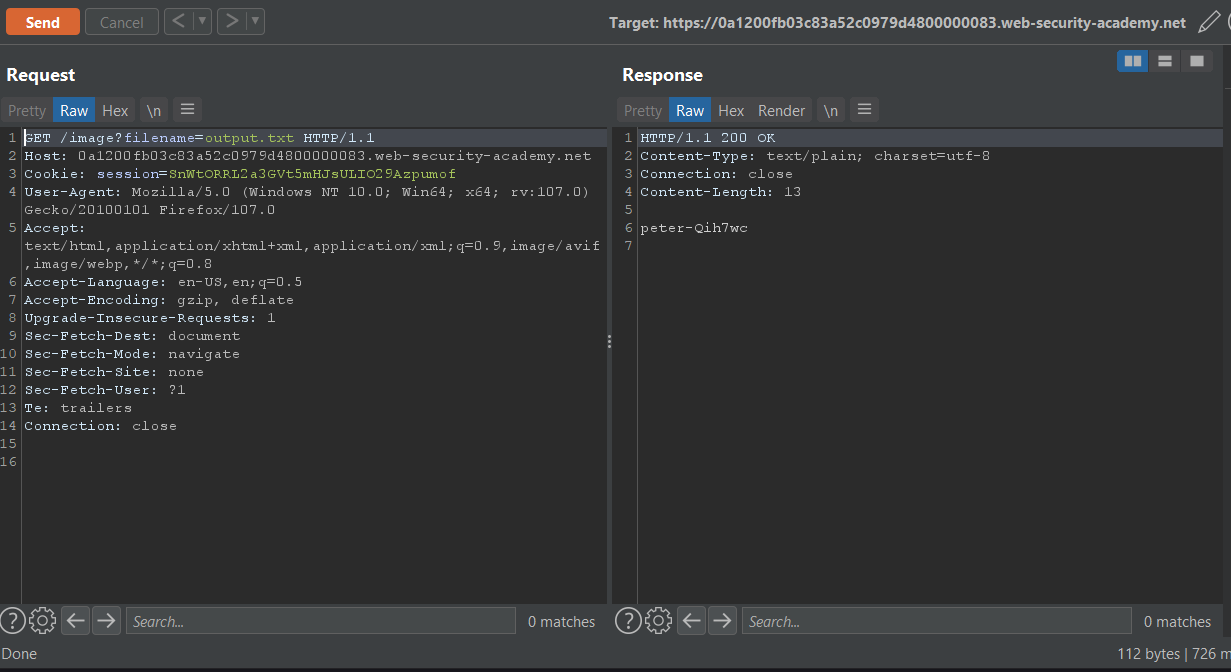 Send Cancel < ▼ > ▼ Target: https://0a1200fb03c83a52c0979d4800000083.web-security-academy.net
Request
Pretty Raw Hex \n
1 GET /image?filename=output.txt HTTP/1.1
2 Host: 0a1200fb03c83a52c0979d4800000083.web-security-academy.net
3 Cookie: session=SnWtORRL2a3GVt5mHJsULIO29Azpumof
4 User-Agent: Mozilla/5.0 (Windows NT 10.0; Win64; x64; rv:107.0)
Gecko/20100101 Firefox/107.0
5 Accept:
text/html,application/xhtml+xml,application/xml;q=0.9,image/avif
,image/webp,*/*;q=0.8
6 Accept-Language: en-US,en;q=0.5
7 Accept-Encoding: gzip, deflate
8 Upgrade-Insecure-Requests: 1
9 Sec-Fetch-Dest: document
10 Sec-Fetch-Mode: navigate
11 Sec-Fetch-Site: none
12 Sec-Fetch-User: ?1
13 Te: trailers
14 Connection: close
15
16
? Search... 0 matches
Done
Response
Pretty Raw Hex Render \n
1 HTTP/1.1 200 OK
2 Content-Type: text/plain; charset=utf-8
3 Connection: close
4 Content-Length: 13
5
6 peter-Qih7wc
7
? Search... 0 matches
112 bytes | 726 m